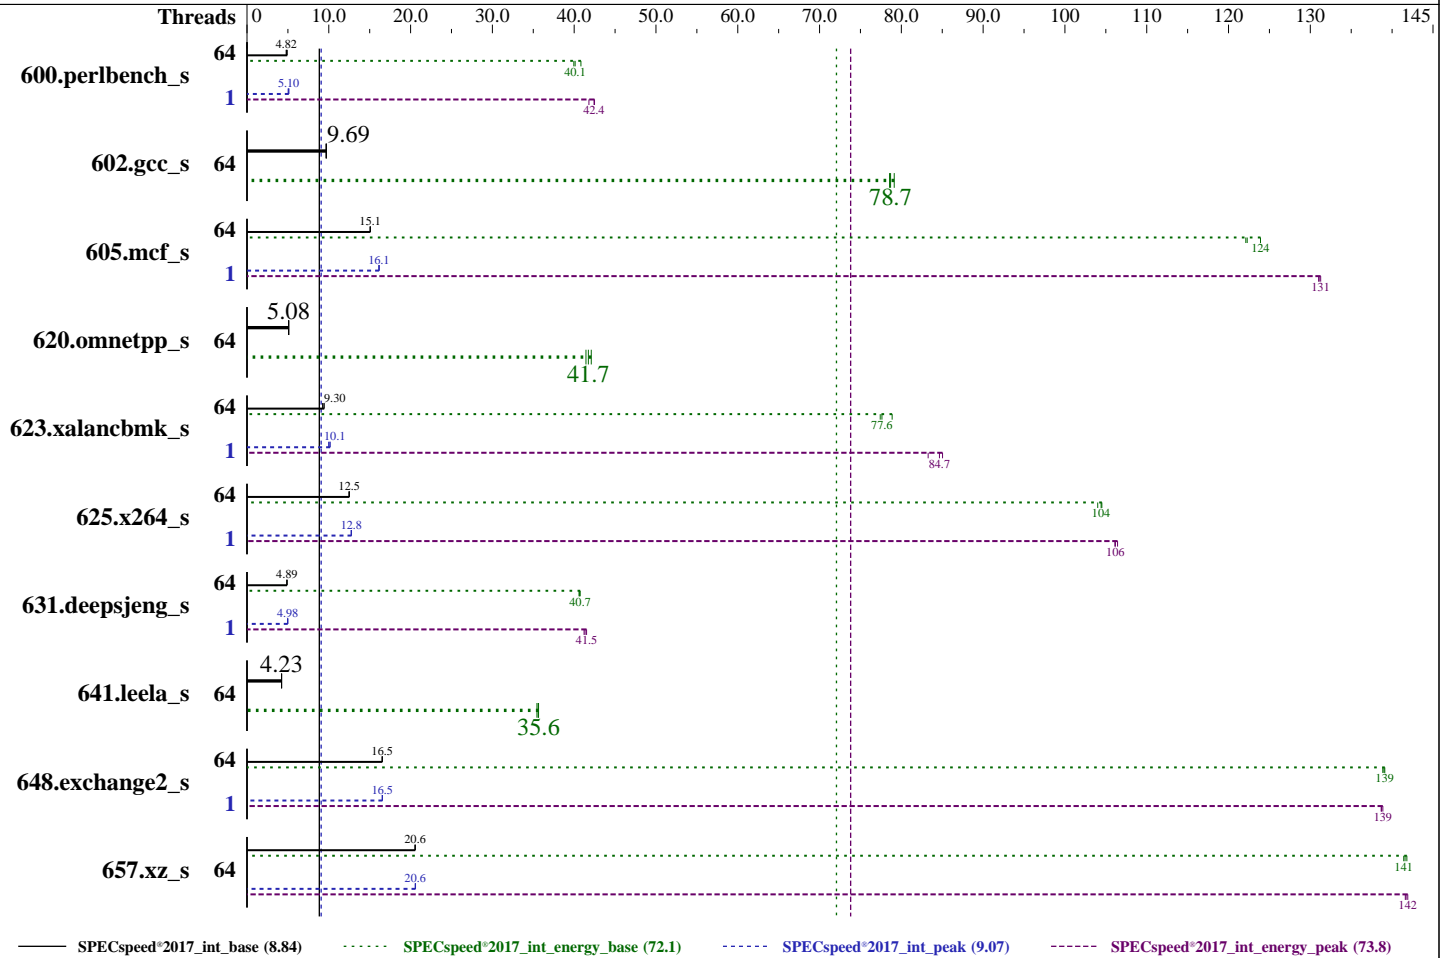 Threads 0 10.0 20.0 30.0 40.0 50.0 60.0 70.0 80.0 90.0 100 110 120 130 145
600.perlbench_s
64 4.82
40.1
1 5.10
42.4
602.gcc_s 64
9.69
78.7
605.mcf_s
64 15.1
124
1 16.1
131
620.omnetpp_s 64
5.08
41.7
623.xalancbmk_s
64 9.30
77.6
1 10.1
84.7
625.x264_s
64 12.5
104
1 12.8
106
631.deepsjeng_s
64 4.89
40.7
1 4.98
41.5
641.leela_s 64
4.23
35.6
648.exchange2_s
64 16.5
139
1 16.5
139
657.xz_s 64
20.6
141
20.6
142
SPECspeed®2017_int_base (8.84) SPECspeed®2017_int_energy_base (72.1) SPECspeed®2017_int_peak (9.07) SPECspeed®2017_int_energy_peak (73.8)